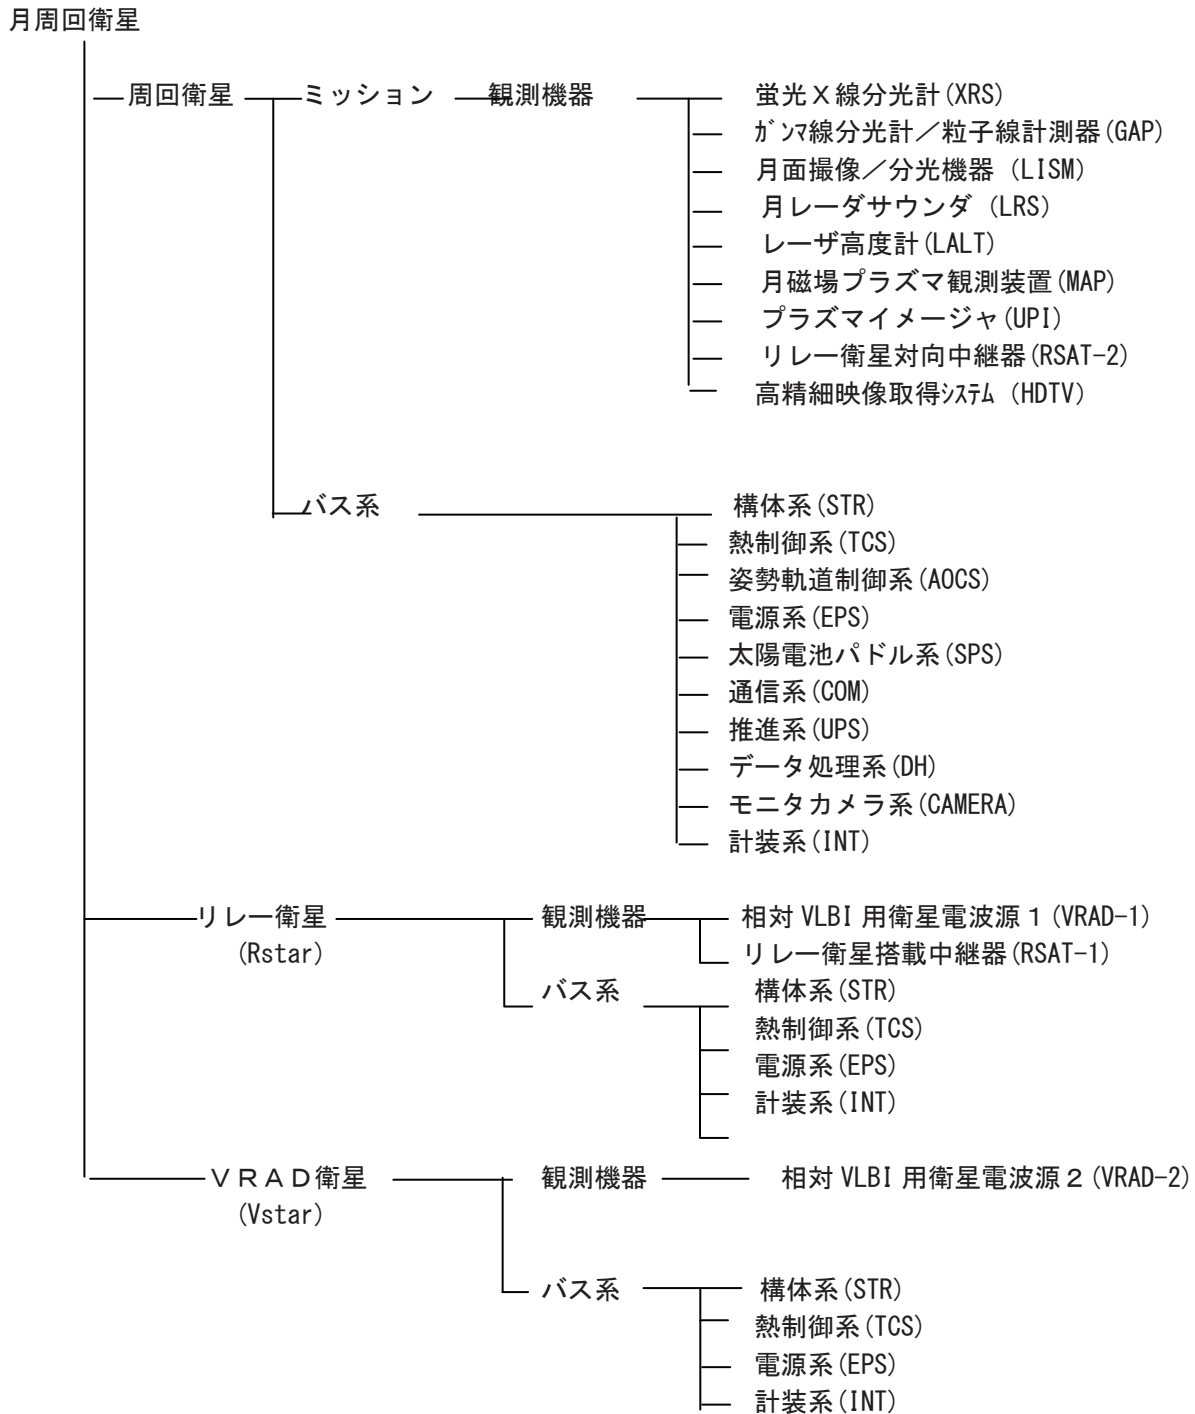 月周回衛星
周回衛星 ミッション 観測機器 蛍光Ⅹ線分光計(XRS)
ガンマ線分光計／粒子線計測器(GAP)
月面撮像／分光機器 (LISM)
月レーダサウンダ (LRS)
レーザ高度計(LALT)
月磁場プラズマ観測装置(MAP)
プラズマイメージャ(UPI)
リレー衛星対向中継器(RSAT-2)
高精細映像取得システム (HDTV)
バス系 構体系(STR)
熱制御系(TCS)
姿勢軌道制御系(AOCS)
電源系(EPS)
太陽電池パドル系(SPS)
通信系(COM)
推進系(UPS)
データ処理系(DH)
モニタカメラ系(CAMERA)
計装系(INT)
リレー衛星 観測機器 相対 VLBI 用衛星電波源１(VRAD-1)
(Rstar) リレー衛星搭載中継器(RSAT-1)
バス系 構体系(STR)
熱制御系(TCS)
電源系(EPS)
計装系(INT)
ＶＲＡＤ衛星 観測機器 相対 VLBI 用衛星電波源２(VRAD-2)
(Vstar)
バス系 構体系(STR)
熱制御系(TCS)
電源系(EPS)
計装系(INT)